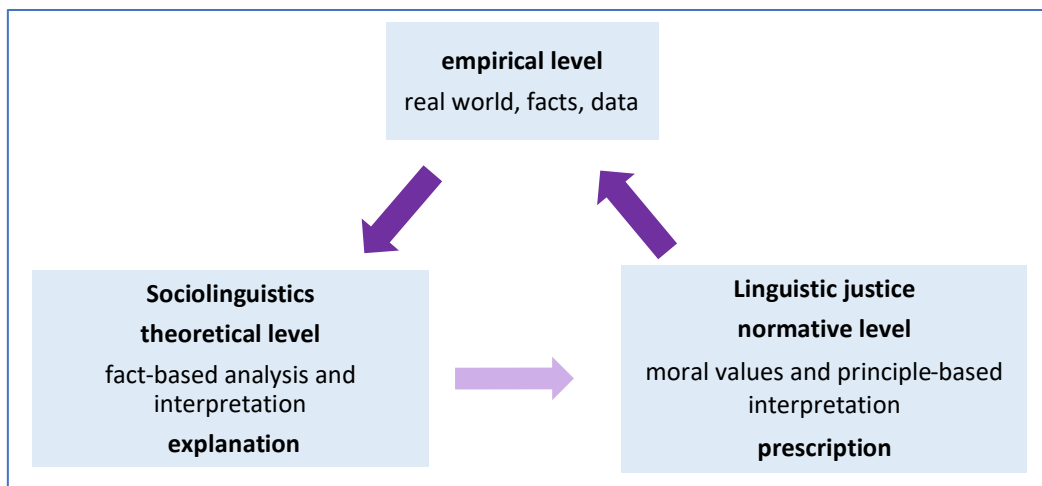 empirical level
real world, facts, data
Sociolinguistics
theoretical level
fact-based analysis and
interpretation
explanation
Linguistic justice
normative level
moral values and principle-based
interpretation
prescription